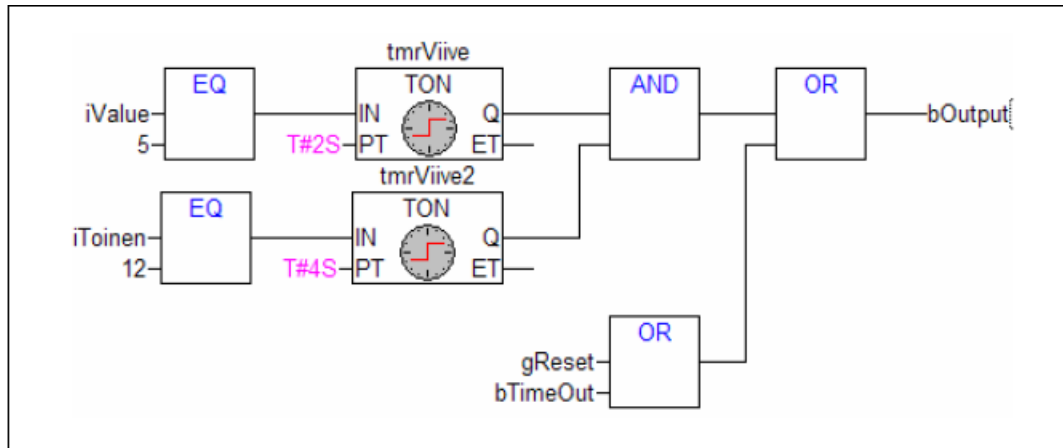 tmrViive
EQ
TON
AND
OR
iValue
IN
Q
bOutput
5
T#2S
PT
ET
tmrViive2
EQ
TON
iToinen
IN
Q
12
T#4S
PT
ET
OR
gReset
bTimeOut